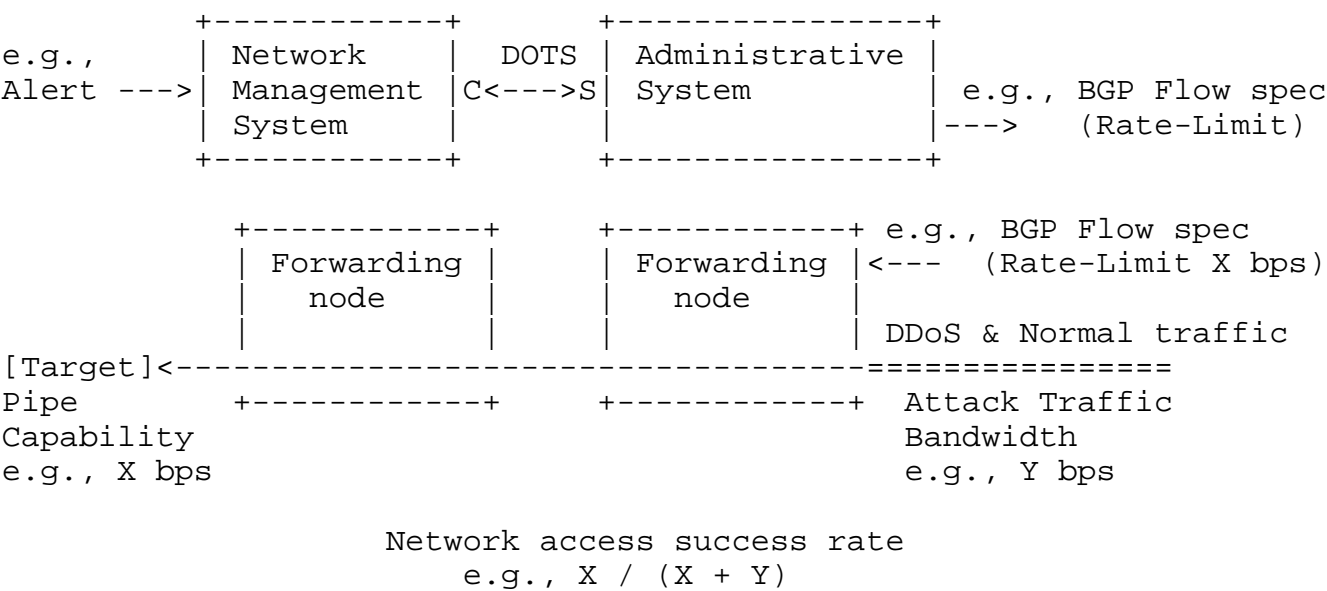 +------------+        +----------------+
e.g.,       | Network    |  DOTS  | Administrative |
Alert --->| Management |C<--->S| System         | e.g., BGP Flow spec
            | System     |        |                |--->   (Rate-Limit)
            +------------+        +----------------+
            +------------+      +------------+ e.g., BGP Flow spec
            | Forwarding |      | Forwarding |<---  (Rate-Limit X bps)
            |   node     |      |   node     |
            |            |      |            | DDoS & Normal traffic
[Target]<------------------------------------================
Pipe        +------------+      +------------+  Attack Traffic
Capability                                      Bandwidth
e.g., X bps                                     e.g., Y bps
Network access success rate
e.g., X / (X + Y)